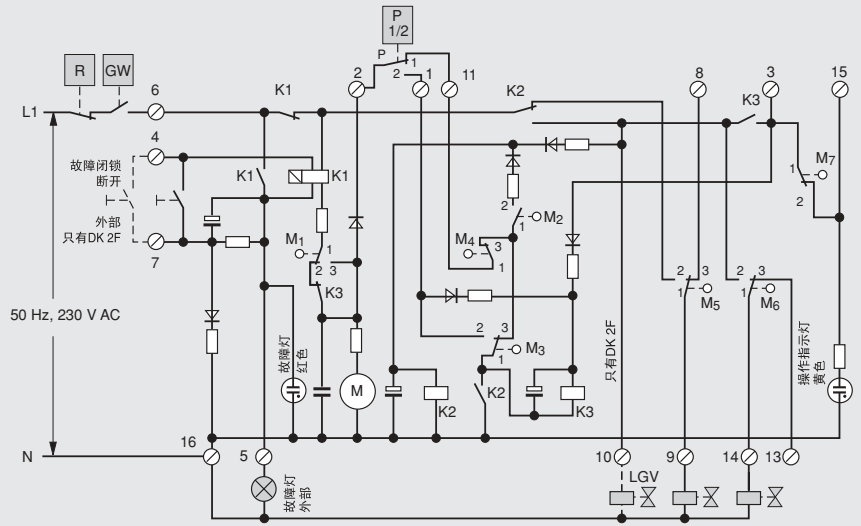 P
1/2
R
GW
P
1
2
2
1
11
8
3
15
6
K1
K2
K3
L1
4
故障闭锁
断开
K1
K1
M7
1
2
外部
只有DK 2F
7
M1
1
2
3
K3
2
M2
1
M4
3
1
50 Hz, 230 V AC
故障灯
红色
M
2
3
M3
1
K2
K2
K3
只有DK 2F
2
3
1
M5
2
3
1
M6
操作指示灯
黄色
N
16
5
10
9
14
13
LGV
故障灯
外部